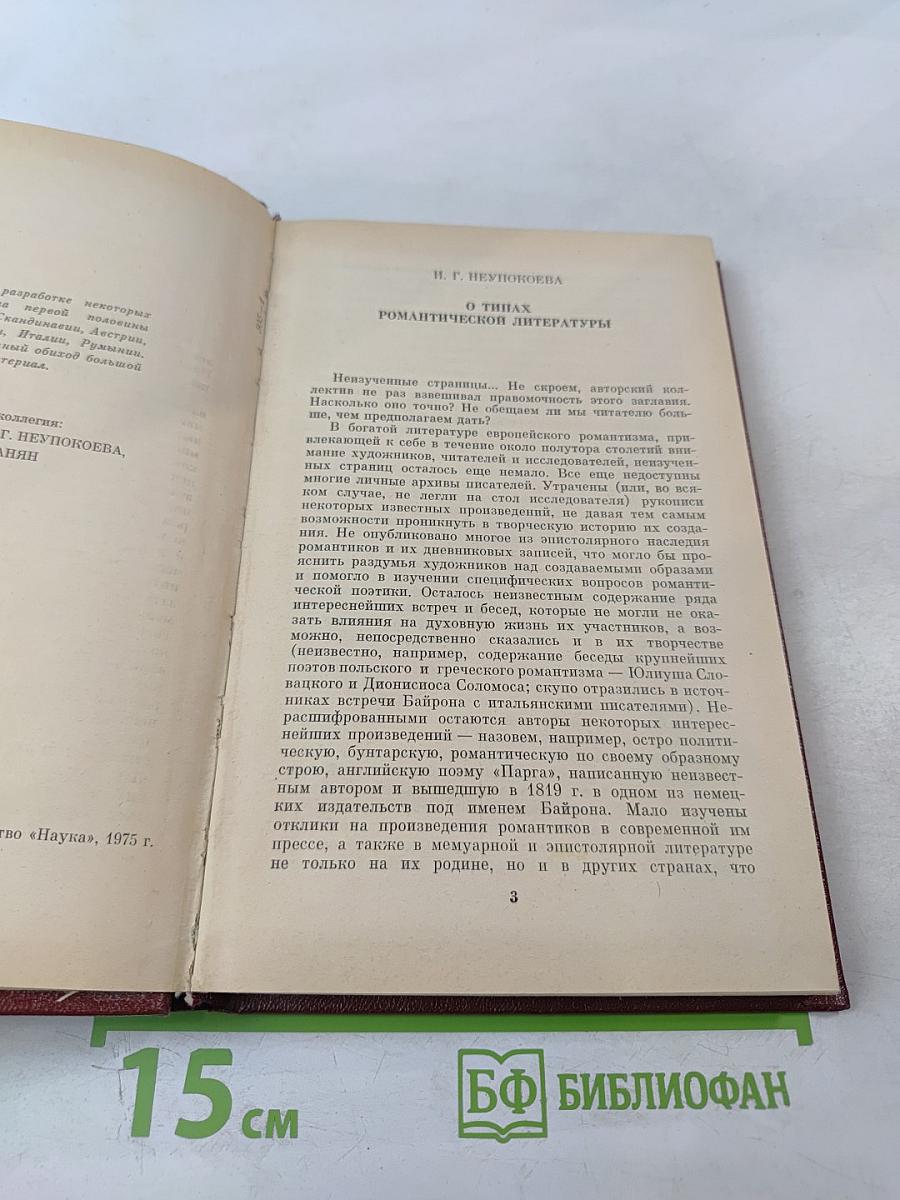 разработке некоторых
первой половины
Скандинавии, Австрии,
Италии, Румынии.
обиход большой
коллегия:
Г. НЕУПОКОЕВА,
«Наука», 1975 г.
И. Г. НЕУПОКОЕВА
О ТИПАХ
РОМАНТИЧЕСКОЙ ЛИТЕРАТУРЫ
Неизученные страницы... Не скроем, авторский кол-
лектив не раз взвешивал правомочность этого заглавия.
Насколько оно точно? Не обещаем ли мы читателю боль-
ше, чем предполагаем дать?
В богатой литературе европейского романтизма, при-
влекающей к себе в течение около полутора столетий вни-
мание художников, читателей и исследователей, неизучен-
ных страниц осталось еще немало. Все еще недоступны
многие личные архивы писателей. Утрачены (или, во вся-
ком случае, не легли на стол исследователя) рукописи
некоторых известных произведений, не давая тем самым
возможности проникнуть в творческую историю их созда-
ния. Не опубликовано многое из эпистолярного наследия
романтиков и их дневниковых записей, что могло бы про-
яснить раздумья художников над создаваемыми образами
и помогло в изучении специфических вопросов романти-
ческой поэтики. Осталось неизвестным содержание ряда
интереснейших встреч и бесед, которые не могли не ока-
зать влияния на духовную жизнь их участников, а воз-
можно, непосредственно сказались и в их творчестве
(неизвестно, например, содержание беседы крупнейших
поэтов польского и греческого романтизма — Юлиуша Сло-
вацкого и Дионисиоса Соломоса; скупо отразились в источ-
никах встречи Байрона с итальянскими писателями). Не-
расшифрованными остаются авторы некоторых интерес-
нейших произведений — назовем, например, остро полити-
ческую, бунтарскую, романтическую по своему образному
строю, английскую поэму «Парга», написанную неизвест-
ным автором и вышедшую в 1819 г. в одном из немец-
ких издательств под именем Байрона. Мало изучены
отклики на произведения романтиков в современной им
прессе, а также в мемуарной и эпистолярной литературе
не только на их родине, но и в других странах, что
3
15 см
БФ БИБЛИОФАН